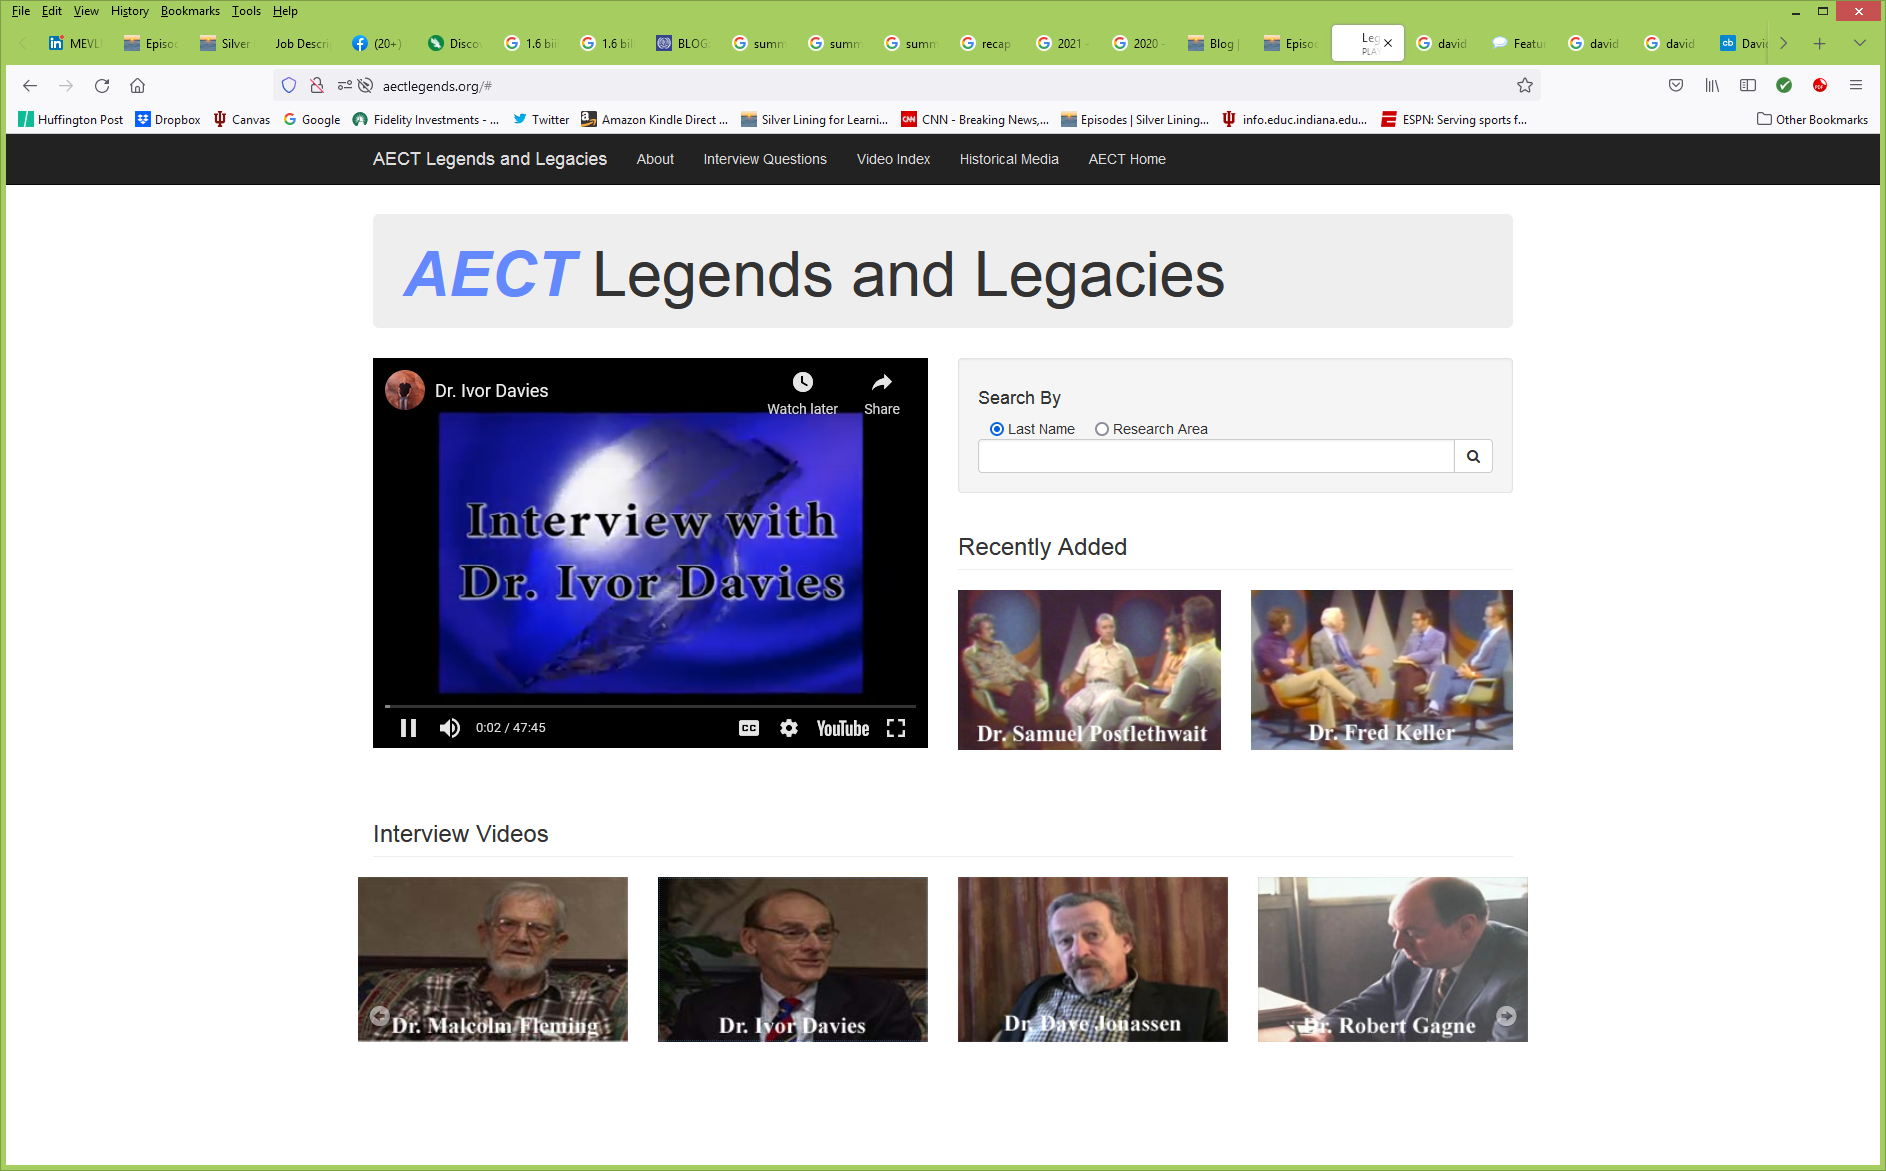 File Edit View History Bookmarks Tools Help
MEVL Episo Silver Job Descri (20+) Disco 1.6 bi 1.6 bi BLOG summ summ summ recap 2021 - 2020 - Blog | Episo Leg PLAY david Featur david david Davi
aectlegends.org/#
Huffington Post Dropbox Canvas Google Fidelity Investments - ... Twitter Amazon Kindle Direct ... Silver Lining for Learni... CNN - Breaking News,... Episodes | Silver Lining... info.educ.indiana.edu... ESPN: Serving sports f... Other Bookmarks
AECT Legends and Legacies About Interview Questions Video Index Historical Media AECT Home
AECT Legends and Legacies
Dr. Ivor Davies
Watch later Share
Interview with
Dr. Ivor Davies
0:02 / 47:45 CC YouTube
Search By
Last Name Research Area
Recently Added
Dr. Samuel Postlethwait Dr. Fred Keller
Interview Videos
Dr. Malcolm Fleming Dr. Ivor Davies Dr. Dave Jonassen Dr. Robert Gagne